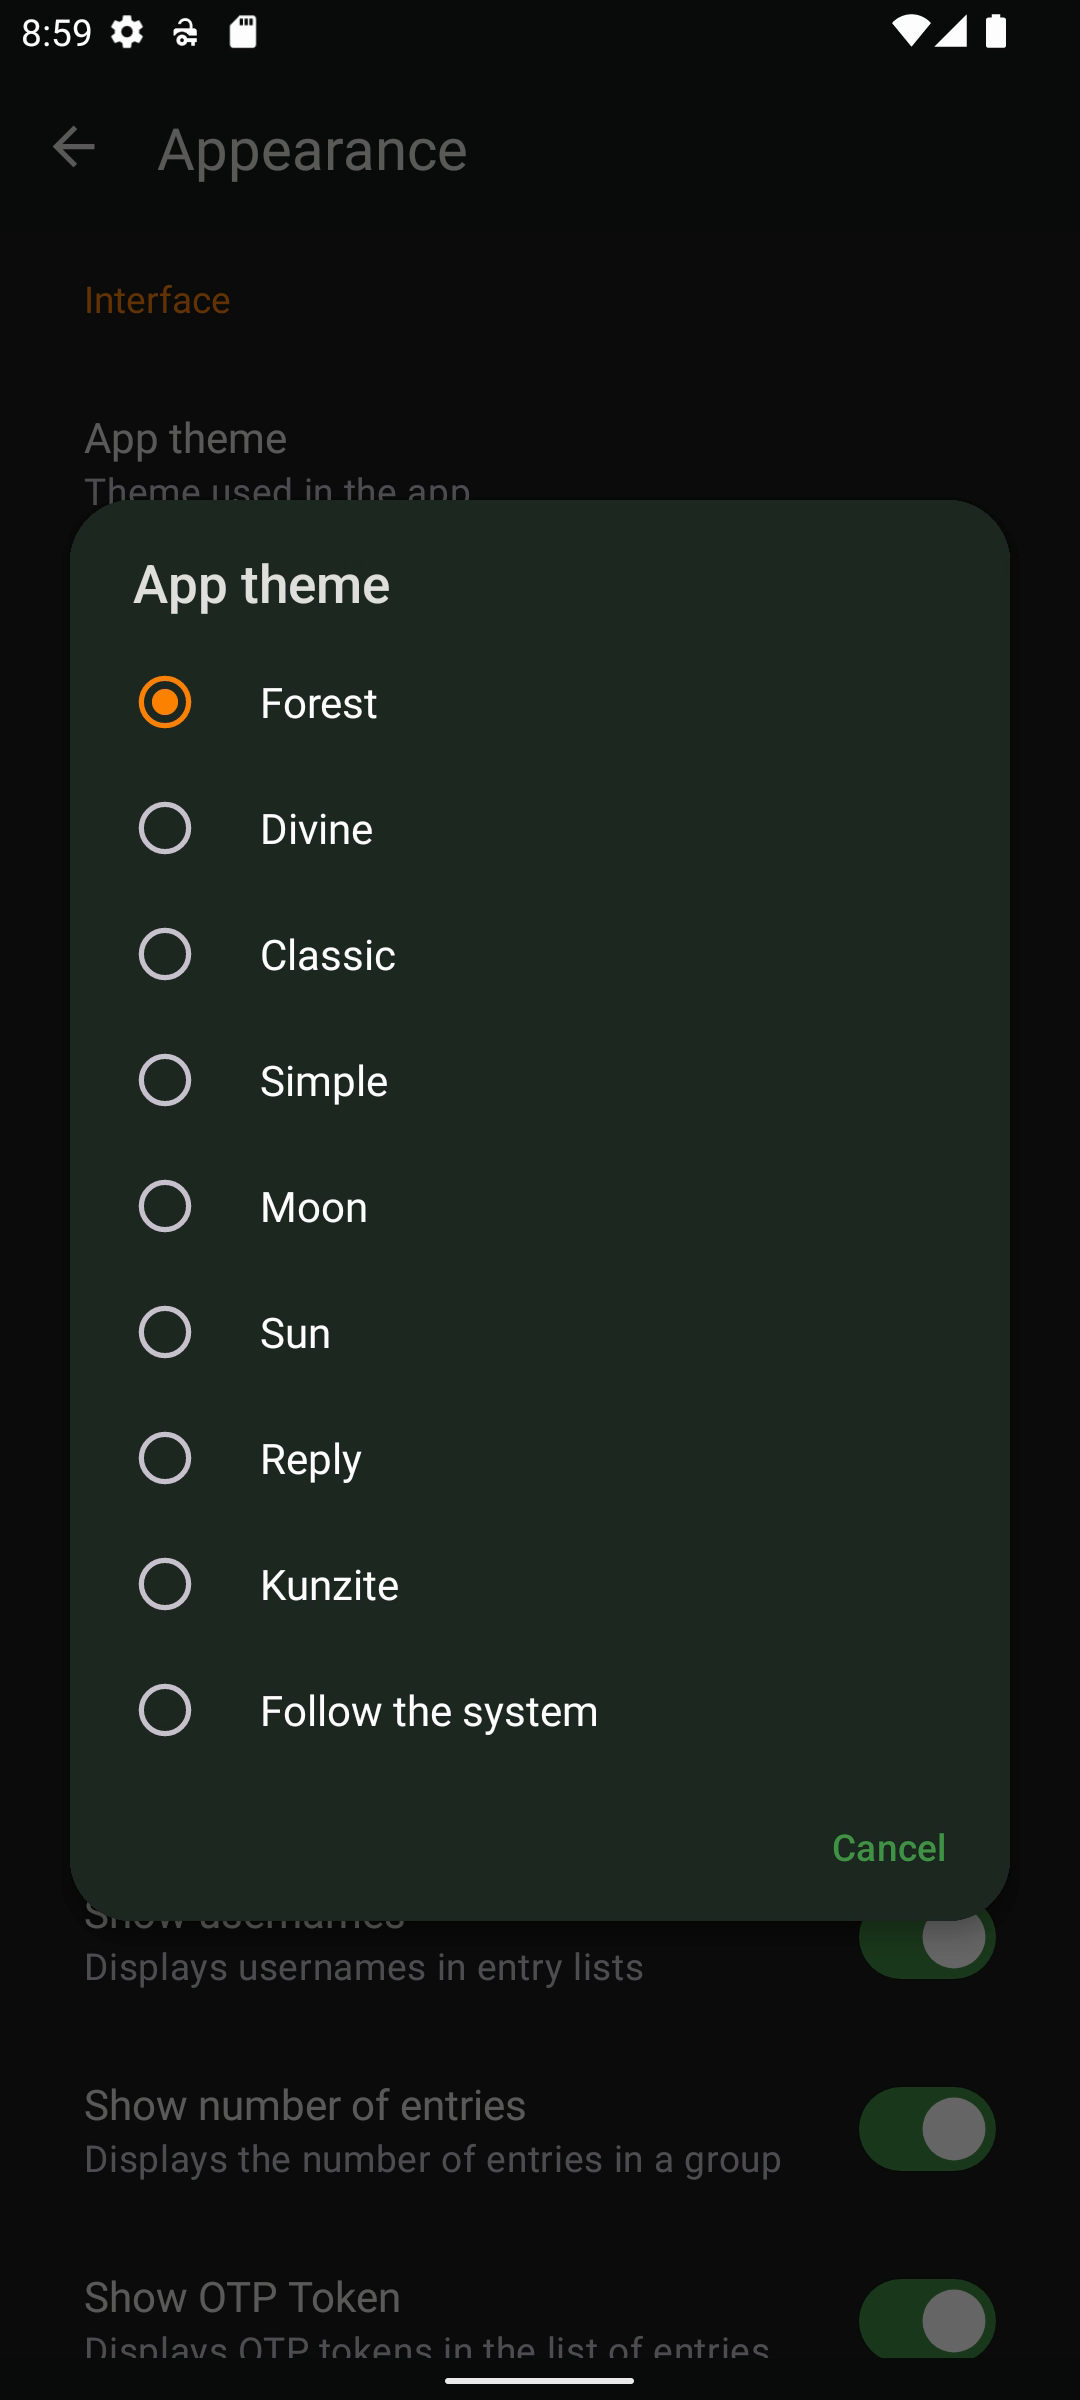 8:59
Appearance
Interface
App theme
Theme used in the app
App theme
Forest
Divine
Classic
Simple
Moon
Sun
Reply
Kunzite
Follow the system
Cancel
Show usernames
Displays usernames in entry lists
Show number of entries
Displays the number of entries in a group
Show OTP Token
Displays OTP tokens in the list of entries